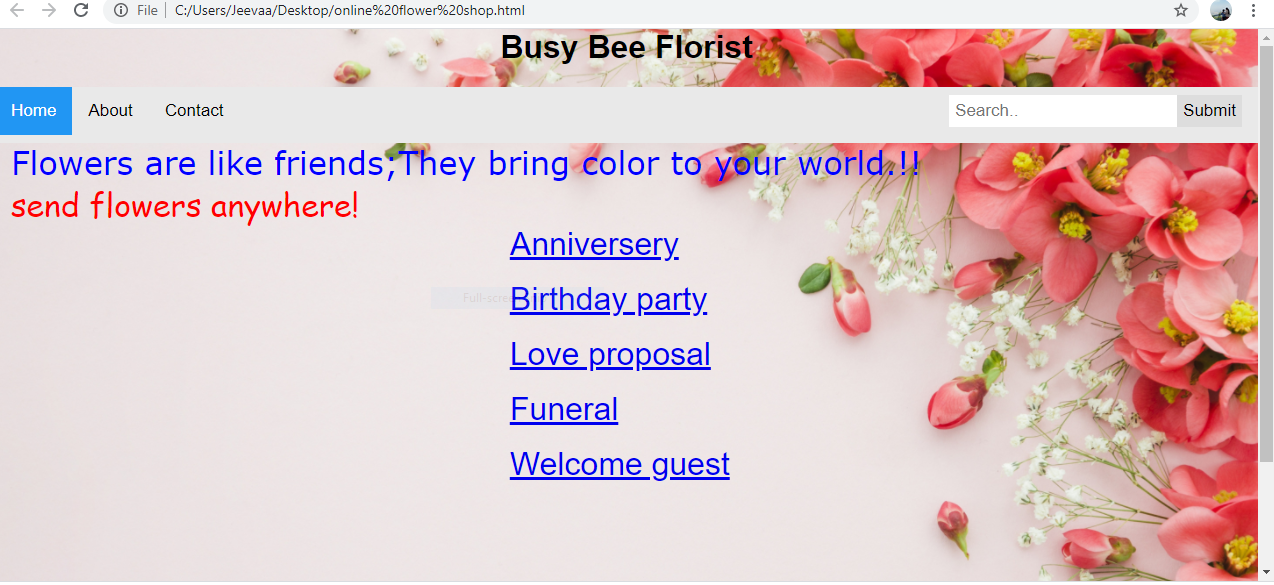 File C:/Users/Jeevaa/Desktop/online%20flower%20shop.html
Busy Bee Florist
Home About Contact Search.. Submit
Flowers are like friends;They bring color to your world.!!
send flowers anywhere!
Anniversery
Full-scre
Birthday party
Love proposal
Funeral
Welcome guest